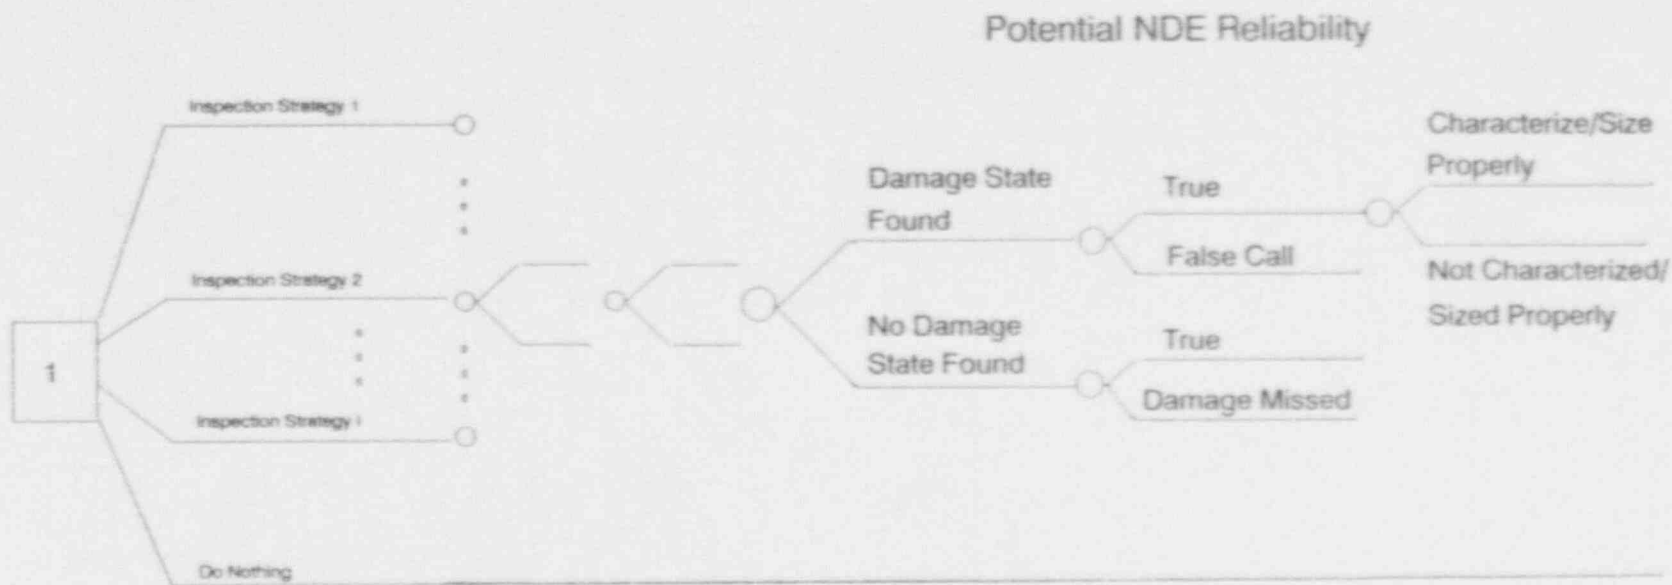 Potential NDE Reliability
Inspection Strategy 1
Characterize/Size
Properly
Damage State
Found
True
False Call
Not Characterized/
Sized Properly
Inspection Strategy 2
No Damage
State Found
True
Damage Missed
1
Inspection Strategy i
Do Nothing